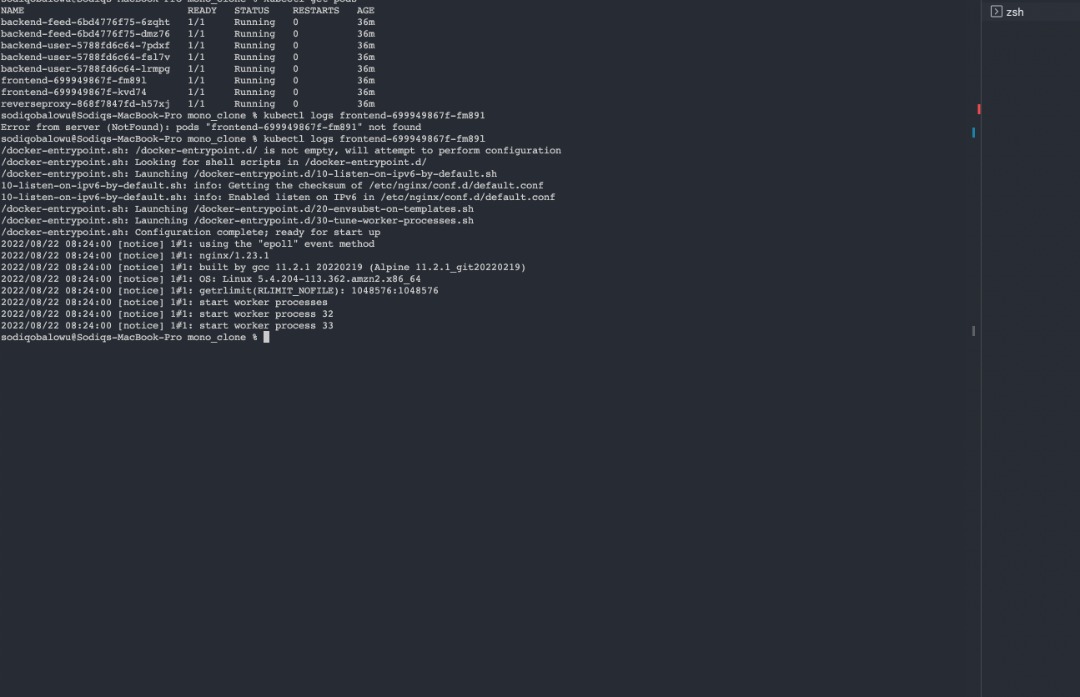 NAME READY STATUS RESTARTS AGE
backend-feed-6bd4776f75-6zqht 1/1 Running 0 36m
backend-feed-6bd4776f75-dmz76 1/1 Running 0 36m
backend-user-5788fd6c64-7pdxf 1/1 Running 0 36m
backend-user-5788fd6c64-fsl7v 1/1 Running 0 36m
backend-user-5788fd6c64-lrmpg 1/1 Running 0 36m
frontend-699949867f-fm89l 1/1 Running 0 36m
frontend-699949867f-kvd74 1/1 Running 0 36m
reverseproxy-868f7847fd-h57xj 1/1 Running 0 36m
sodiqobalowu@Sodiqs-MacBook-Pro mono_clone % kubectl logs frontend-699949867f-fm891
Error from server (NotFound): pods "frontend-699949867f-fm891" not found
sodiqobalowu@Sodiqs-MacBook-Pro mono_clone % kubectl logs frontend-699949867f-fm89l
/docker-entrypoint.sh: /docker-entrypoint.d/ is not empty, will attempt to perform configuration
/docker-entrypoint.sh: Looking for shell scripts in /docker-entrypoint.d/
/docker-entrypoint.sh: Launching /docker-entrypoint.d/10-listen-on-ipv6-by-default.sh
10-listen-on-ipv6-by-default.sh: info: Getting the checksum of /etc/nginx/conf.d/default.conf
10-listen-on-ipv6-by-default.sh: info: Enabled listen on IPv6 in /etc/nginx/conf.d/default.conf
/docker-entrypoint.sh: Launching /docker-entrypoint.d/20-envsubst-on-templates.sh
/docker-entrypoint.sh: Launching /docker-entrypoint.d/30-tune-worker-processes.sh
/docker-entrypoint.sh: Configuration complete; ready for start up
2022/08/22 08:24:00 [notice] 1#1: using the "epoll" event method
2022/08/22 08:24:00 [notice] 1#1: nginx/1.23.1
2022/08/22 08:24:00 [notice] 1#1: built by gcc 11.2.1 20220219 (Alpine 11.2.1_git20220219)
2022/08/22 08:24:00 [notice] 1#1: OS: Linux 5.4.204-113.362.amzn2.x86_64
2022/08/22 08:24:00 [notice] 1#1: getrlimit(RLIMIT_NOFILE): 1048576:1048576
2022/08/22 08:24:00 [notice] 1#1: start worker processes
2022/08/22 08:24:00 [notice] 1#1: start worker process 32
2022/08/22 08:24:00 [notice] 1#1: start worker process 33
sodiqobalowu@Sodiqs-MacBook-Pro mono_clone %
zsh